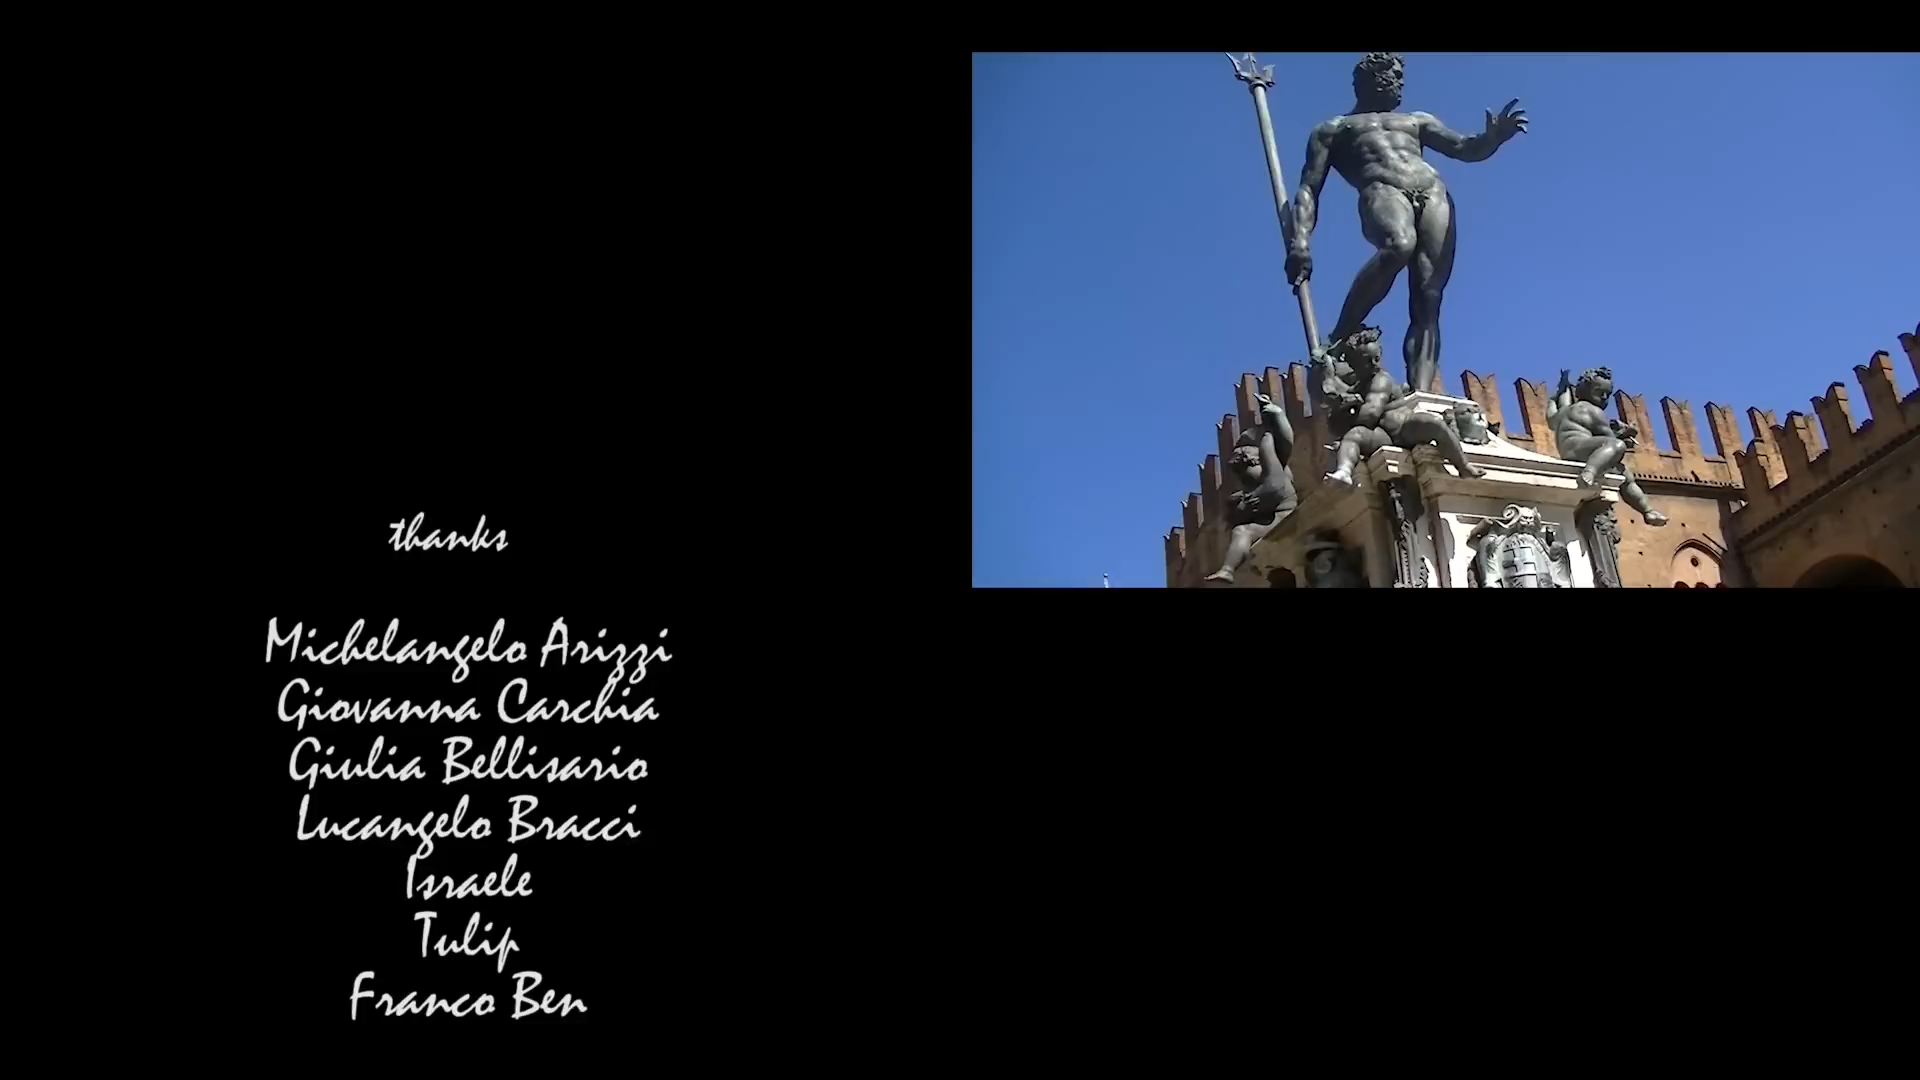 thanks
Michelangelo Arizzi
Giovanna Carchia
Giulia Bellisario
Lucangelo Bracci
Israele
Tulip
Franco Ben